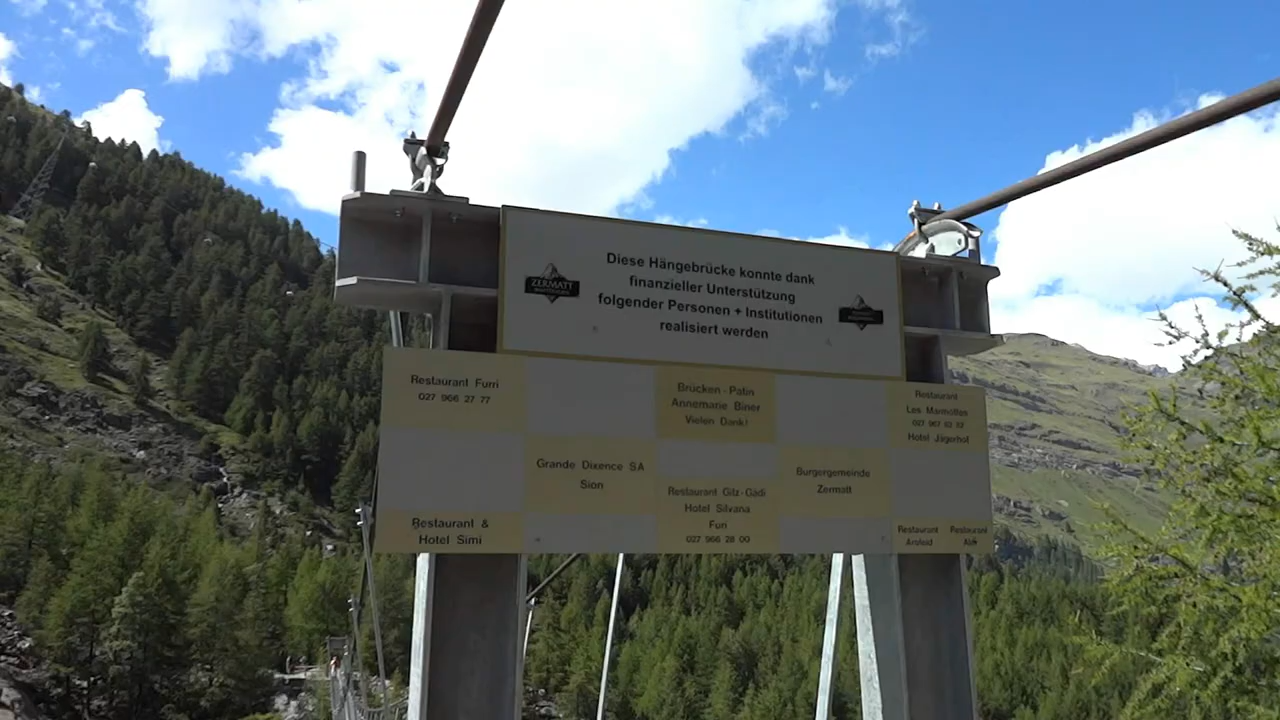 Diese Hängebrücke konnte dank
finanzieller Unterstützung
folgender Personen + Institutionen
realisiert werden
ZERMATT
Restaurant Furri
027 966 27 77
Brücken - Patin
Annemarie Biner
Vielen Dank!
Restaurant
Les Marmottes
Hotel Jägerhof
Grande Dixence SA
Sion
Burgergemeinde
Zermatt
Restaurant &
Hotel Simi
Restaurant Gitz-Gädi
Hotel Silvana
Furi
027 966 28 00
Restaurant
Aroleid
Restaurant